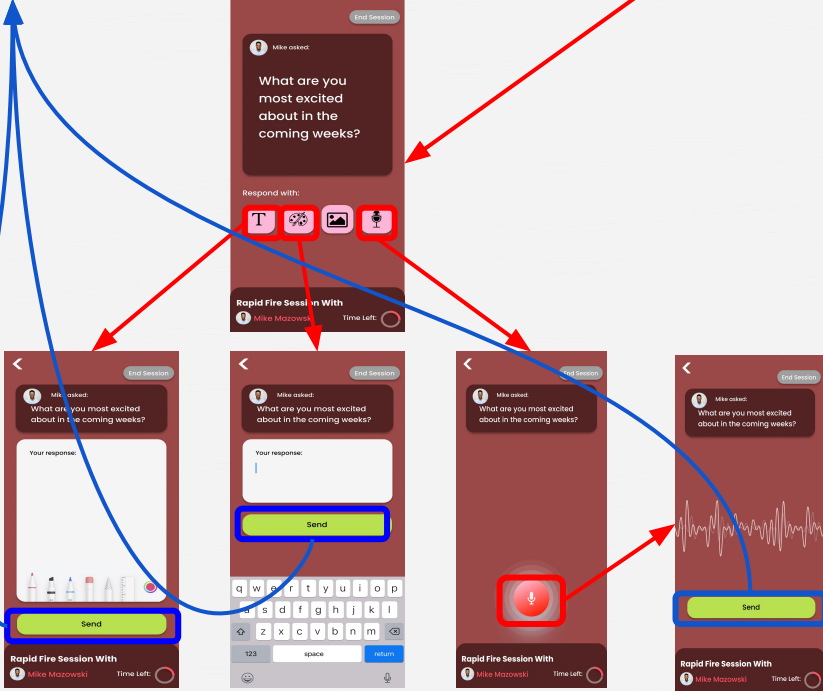 End Session
Mike asked:
What are you
most excited
about in the
coming weeks?
Respond with:
T
Rapid Fire Session With
Mike Mazowski
Time Left:
End Session
Mike asked:
What are you most excited
about in the coming weeks?
Your response:
Send
Rapid Fire Session With
Mike Mazowski
Time Left:
End Session
Mike asked:
What are you most excited
about in the coming weeks?
Your response:
Send
q w e r t y u i o p
a s d f g h j k l
z x c v b n m
123 space return
End Session
Mike asked:
What are you most excited
about in the coming weeks?
Rapid Fire Session With
Mike Mazowski
Time Left:
End Session
Mike asked:
What are you most excited
about in the coming weeks?
Send
Rapid Fire Session With
Mike Mazowski
Time Left: